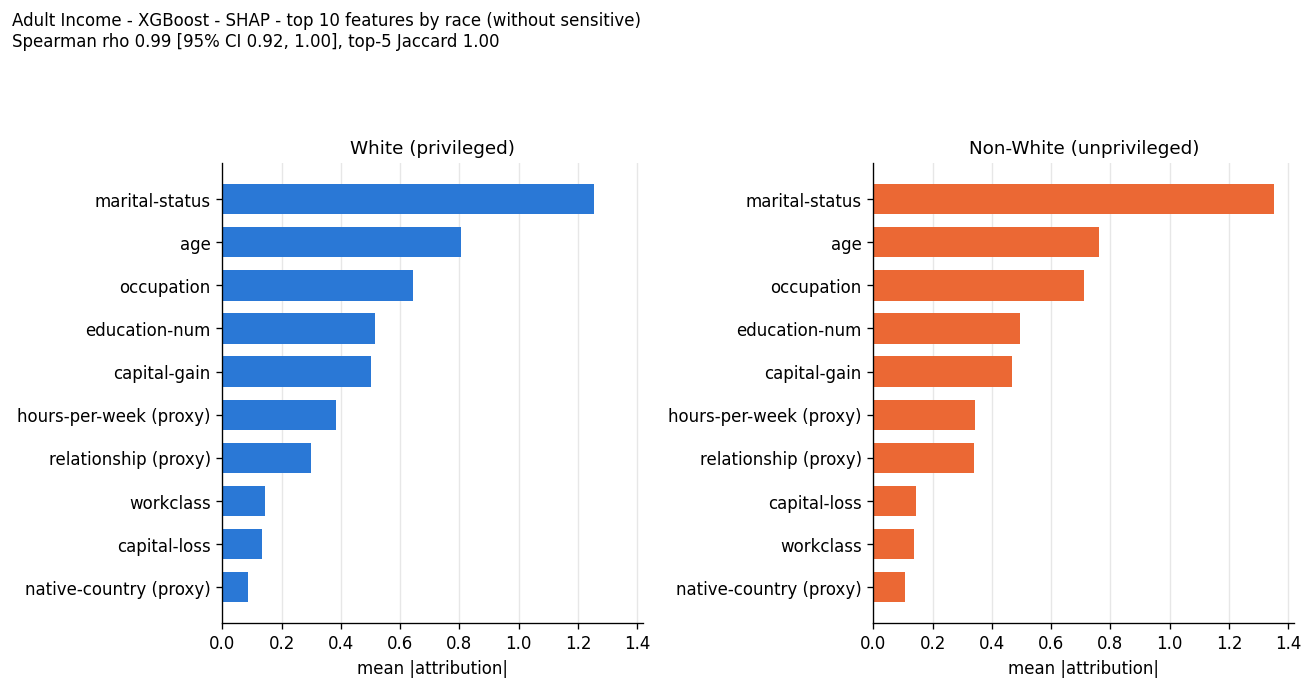 Adult Income - XGBoost - SHAP - top 10 features by race (without sensitive)
Spearman rho 0.99 [95% CI 0.92, 1.00], top-5 Jaccard 1.00
White (privileged)
marital-status
age
occupation
education-num
capital-gain
hours-per-week (proxy)
relationship (proxy)
workclass
capital-loss
native-country (proxy)
0.0 0.2 0.4 0.6 0.8 1.0 1.2 1.4
mean |attribution|
Non-White (unprivileged)
marital-status
age
occupation
education-num
capital-gain
hours-per-week (proxy)
relationship (proxy)
capital-loss
workclass
native-country (proxy)
0.0 0.2 0.4 0.6 0.8 1.0 1.2 1.4
mean |attribution|